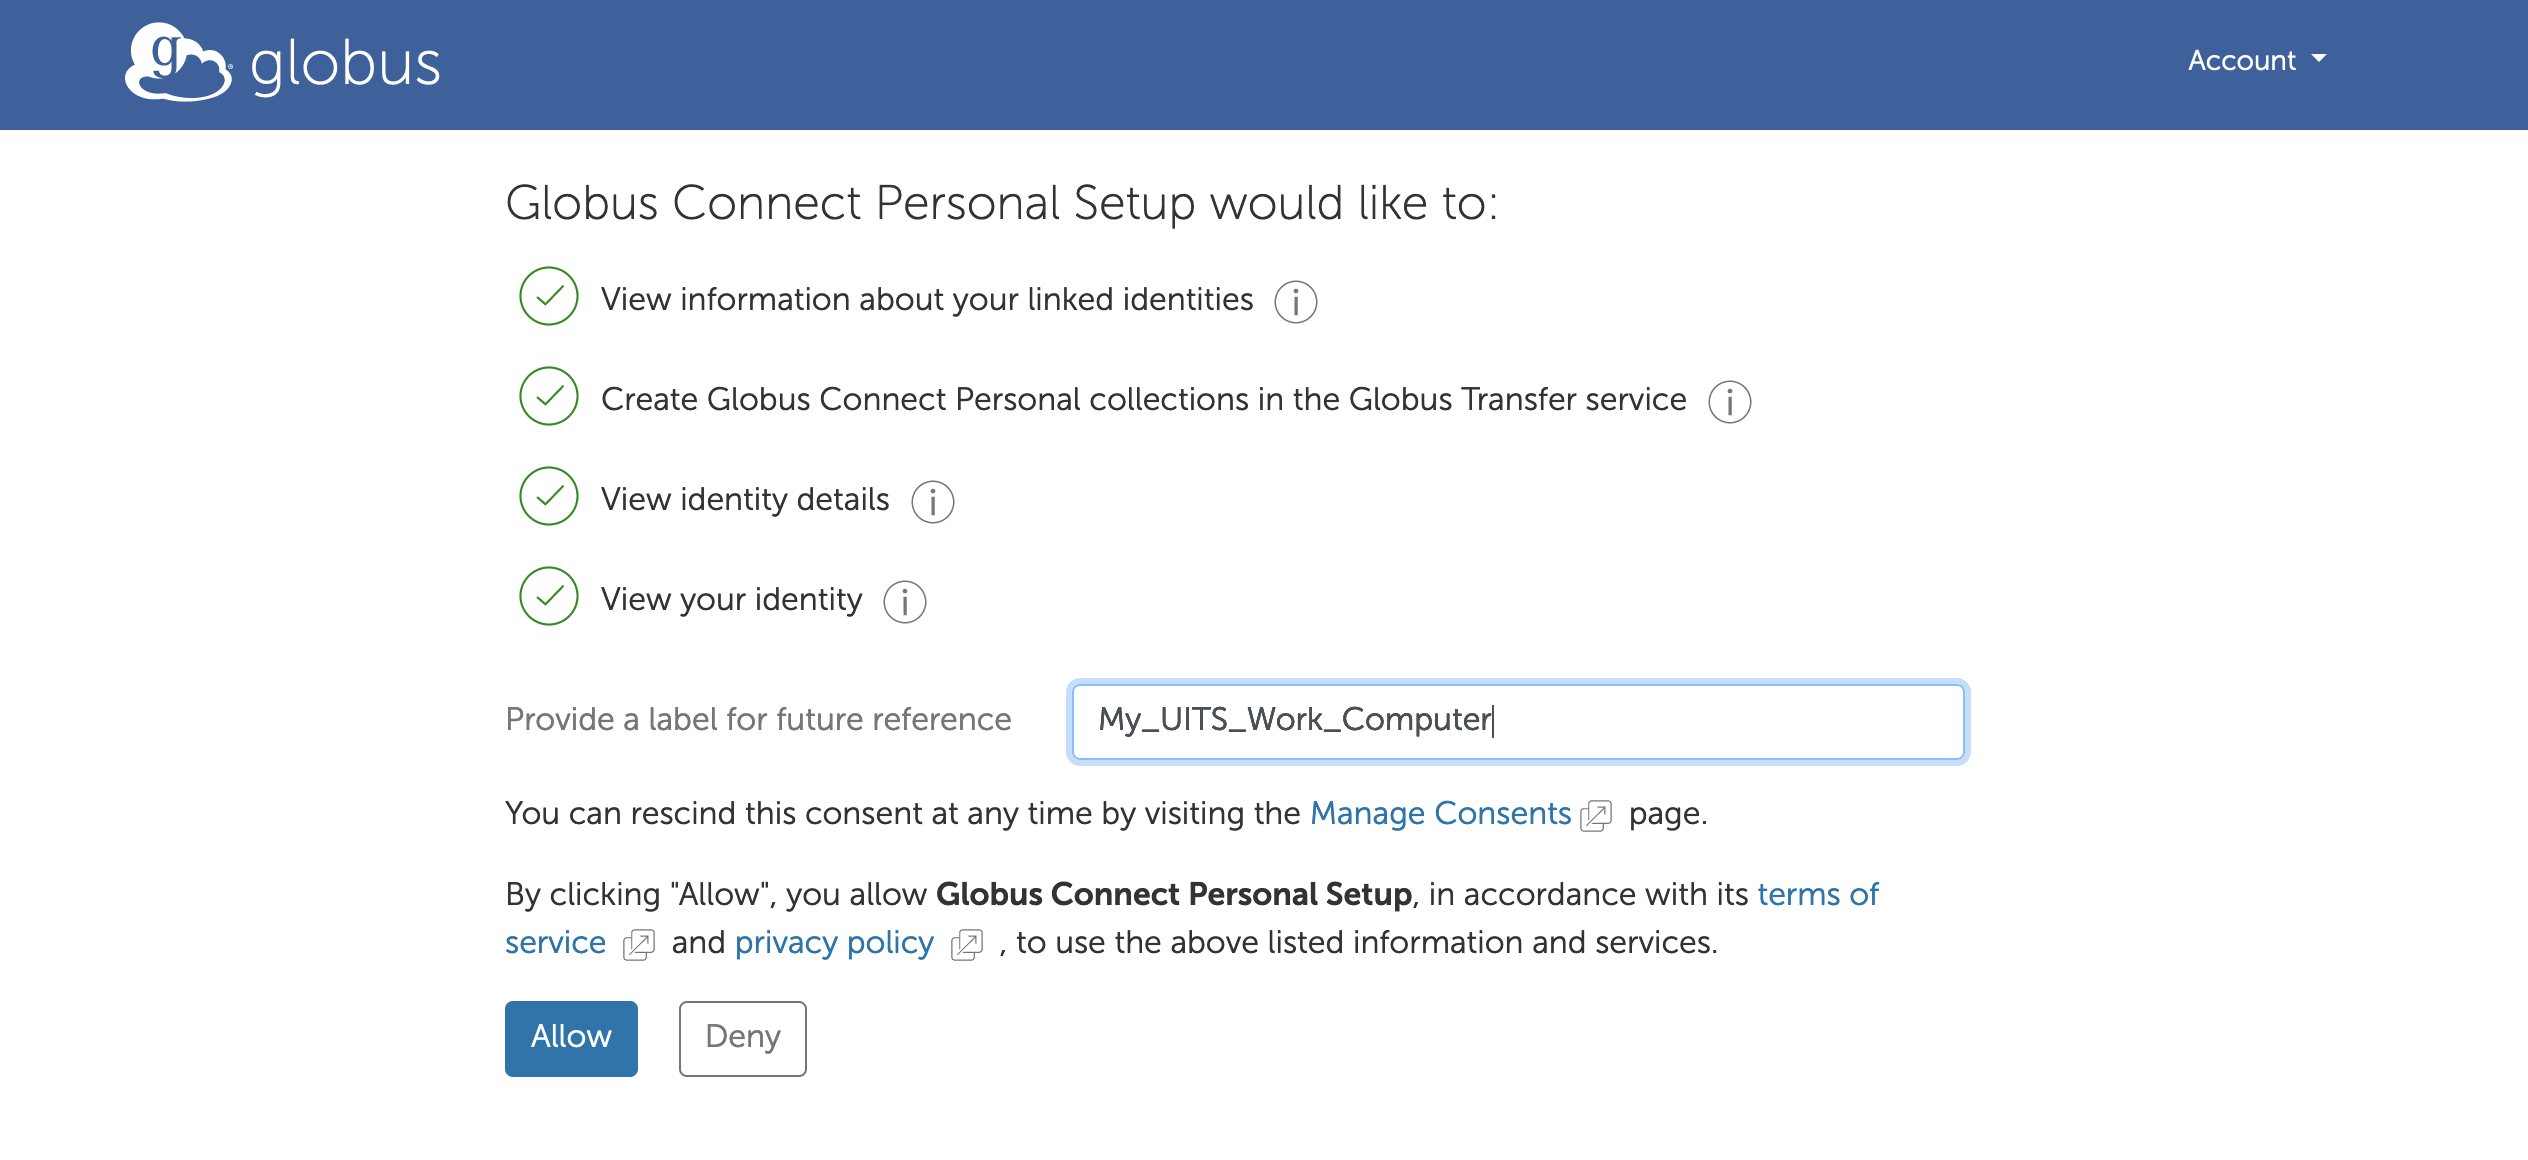 globus
Account
Globus Connect Personal Setup would like to:
View information about your linked identities
Create Globus Connect Personal collections in the Globus Transfer service
View identity details
View your identity
Provide a label for future reference My_UITS_Work_Computer
You can rescind this consent at any time by visiting the Manage Consents page.
By clicking "Allow", you allow Globus Connect Personal Setup, in accordance with its terms of
service and privacy policy , to use the above listed information and services.
Allow Deny